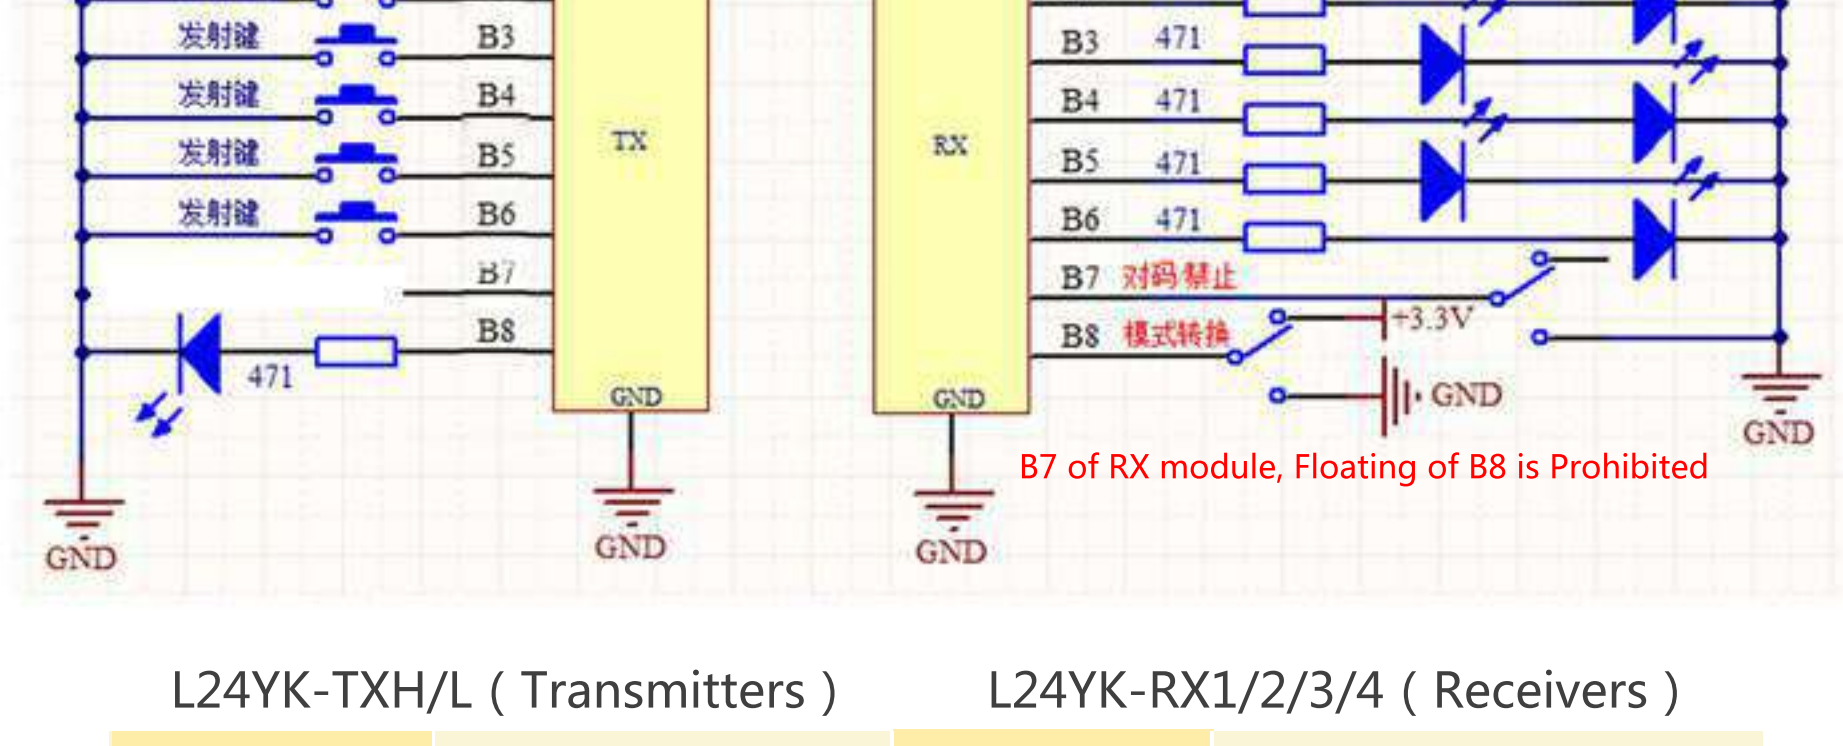 发射键 B3
发射键 B4
发射键 B5
发射键 B6
B7
B8
471
TX
GND
GND
GND
RX
GND
GND
B3 471
B4 471
B5 471
B6 471
B7 对码/禁止
B8 模式转换
+3.3V
GND
GND
B7 of RX module, Floating of B8 is Prohibited
L24YK-TXH/L ( Transmitters )
L24YK-RX1/2/3/4 ( Receivers )